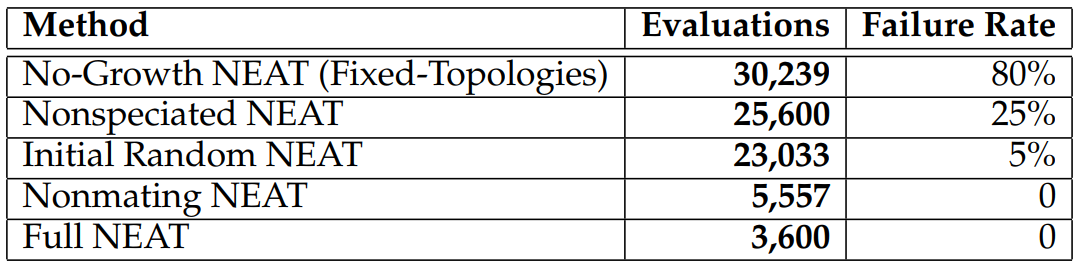 Method Evaluations Failure Rate
No-Growth NEAT (Fixed-Topologies) 30,239 80%
Nonspeciated NEAT 25,600 25%
Initial Random NEAT 23,033 5%
Nonmating NEAT 5,557 0
Full NEAT 3,600 0